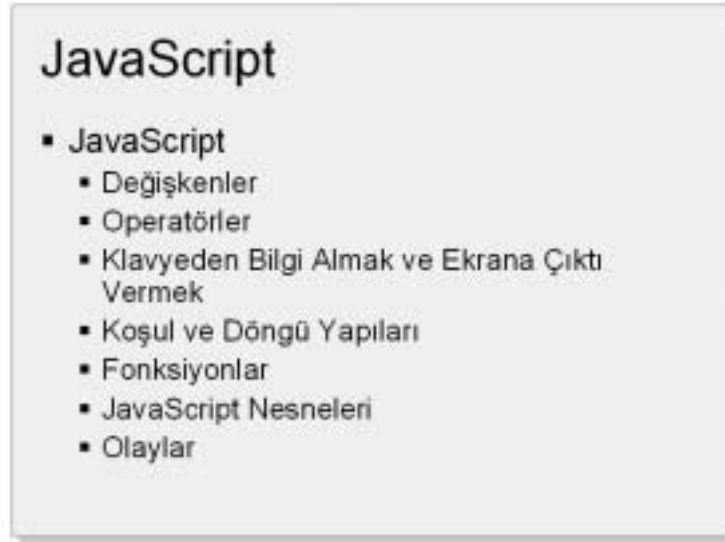 JavaScript
▪ JavaScript
▪ Değişkenler
▪ Operatörler
▪ Klavyeden Bilgi Almak ve Ekrana Çıktı
Vermek
▪ Koşul ve Döngü Yapıları
▪ Fonksiyonlar
▪ JavaScript Nesneleri
▪ Olaylar